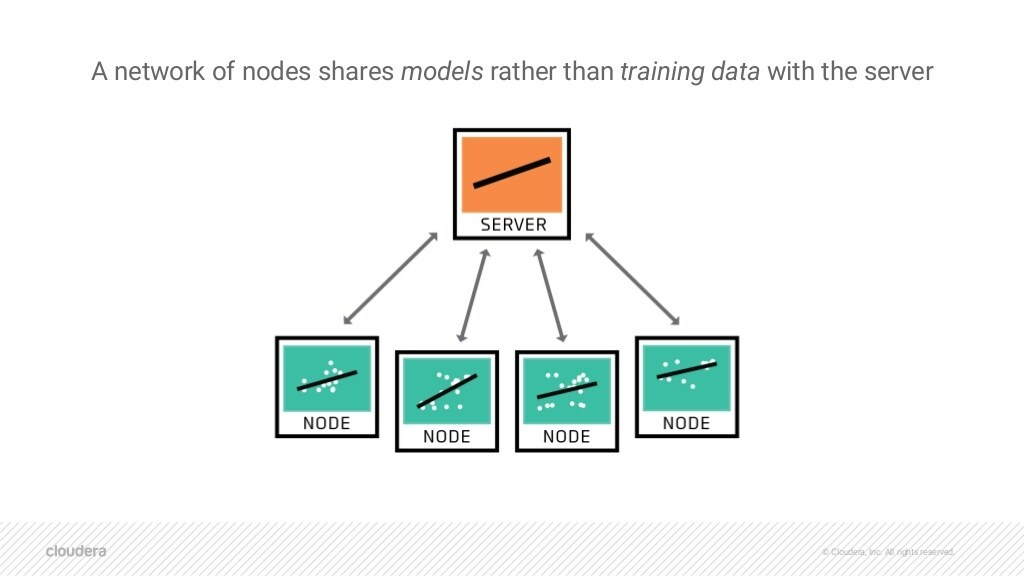 A network of nodes shares models rather than training data with the server
SERVER
NODE
NODE
NODE
NODE
cloudera
© Cloudera, Inc. All rights reserved.